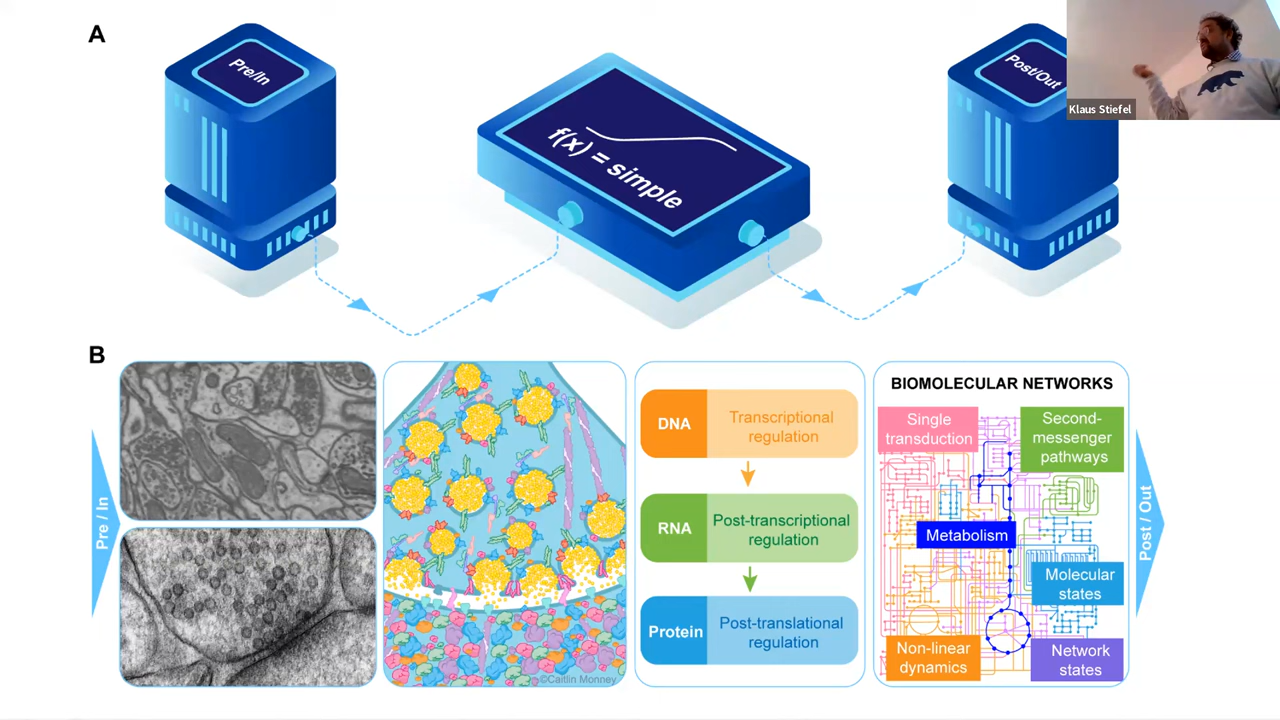 A
Pre/In
f(x) = simple
Post/Out
Klaus Stiefel
B
Pre / In
©Caitlin Monney
DNA
Transcriptional
regulation
RNA
Post-transcriptional
regulation
Protein
Post-translational
regulation
BIOMOLECULAR NETWORKS
Single
transduction
Second-
messenger
pathways
Metabolism
Molecular
states
Non-linear
dynamics
Network
states
Post / Out